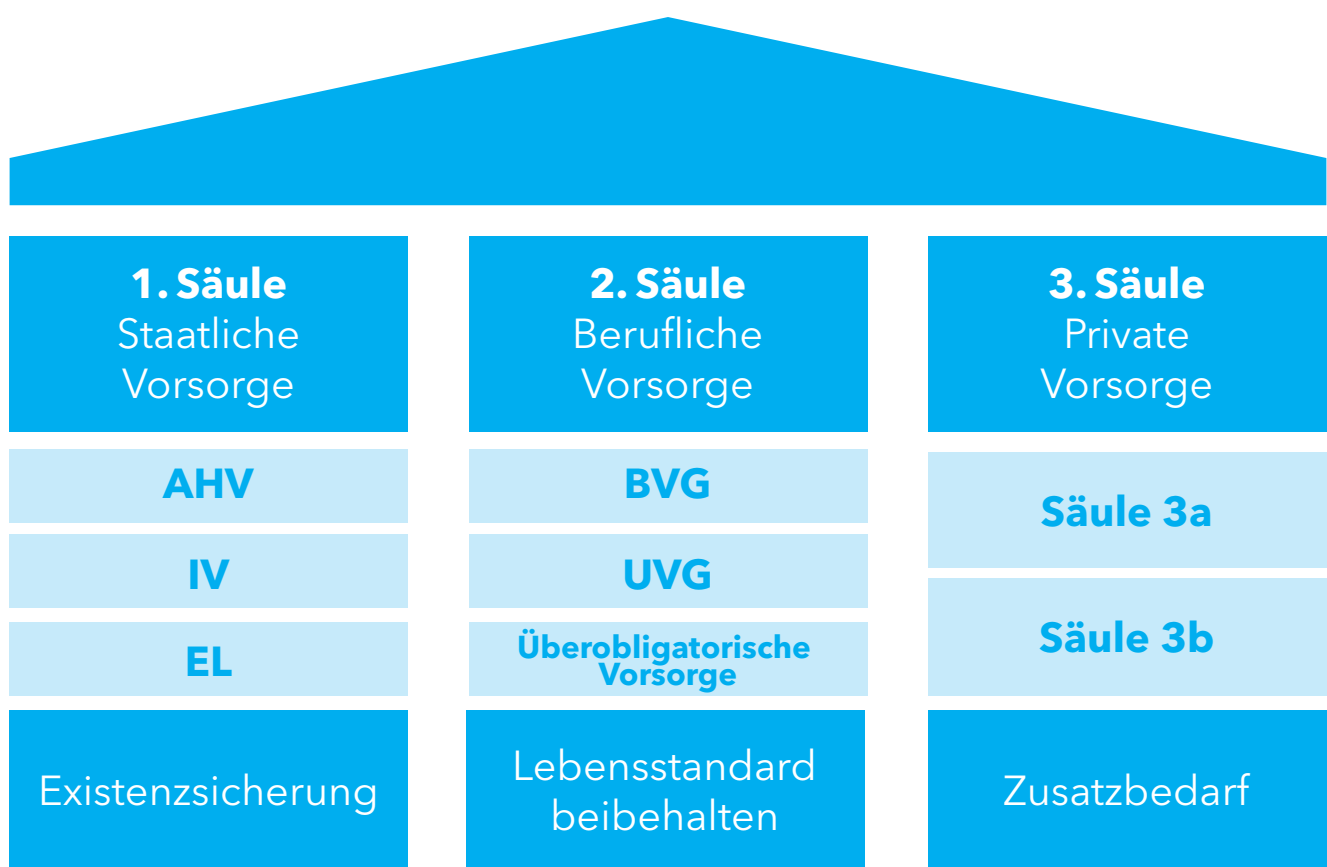 1. Säule
Staatliche
Vorsorge
AHV
IV
EL
Existenzsicherung
2. Säule
Berufliche
Vorsorge
BVG
UVG
Überobligatorische
Vorsorge
Lebensstandard
beibehalten
3. Säule
Private
Vorsorge
Säule 3a
Säule 3b
Zusatzbedarf